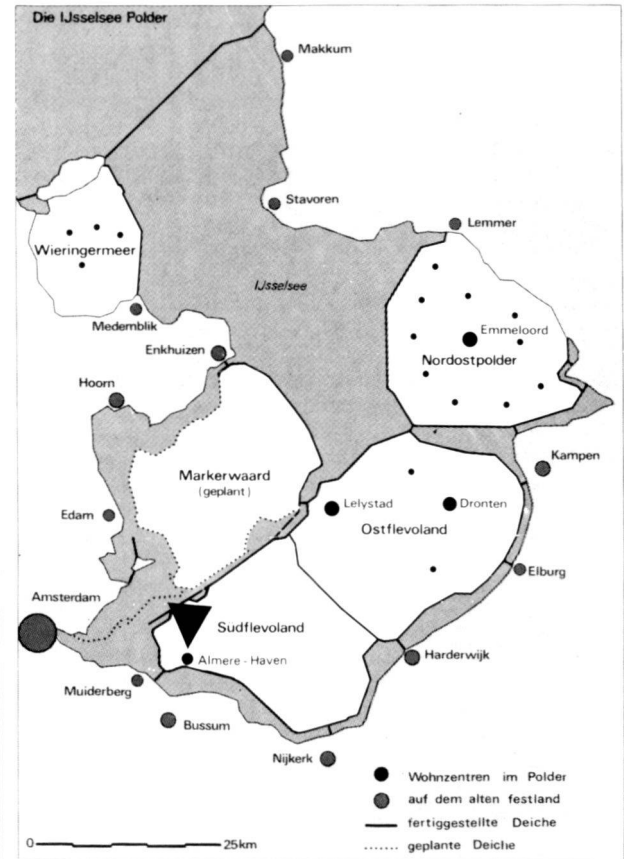 Die IJsselsee Polder
Makkum
Stavoren
Lemmer
Wieringermeer
IJsselsee
Medemblik
Emmeloord
Enkhuizen
Nordostpolder
Hoorn
Kampen
Markerwaard
(geplant)
Lelystad
Dronten
Edam
Ostflevoland
Elburg
Amsterdam
Sudflevoland
Almere - Haven
Harderwijk
Muiderberg
Bussum
Nijkerk
Wohnzentren im Polder
auf dem alten festland
fertiggestellte Deiche
0 25km
geplante Deiche